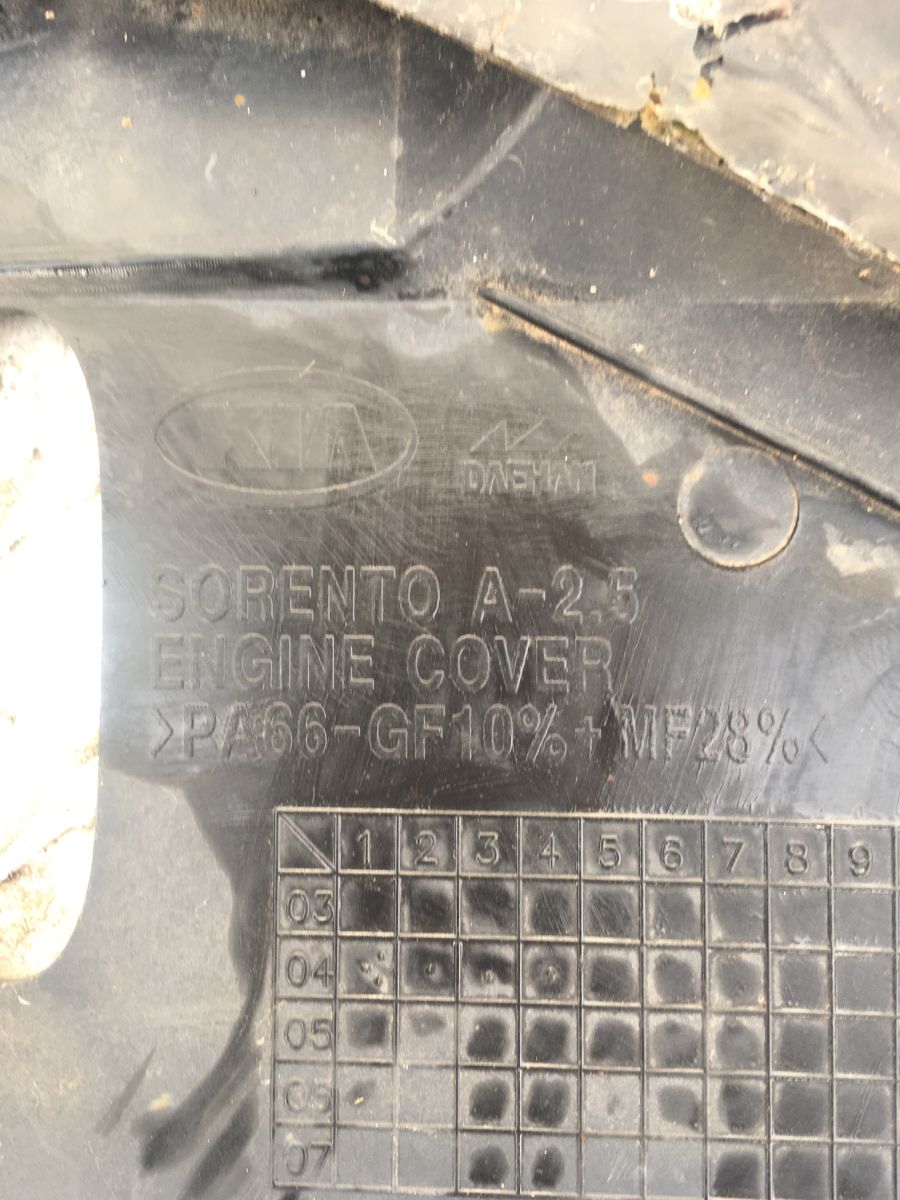 KIA
DAEHAN
SORENTO A-2.5
ENGINE COVER
>PA66-GF10%+MF28%<
1 2 3 4 5 6 7 8 9
03
04
05
06
07